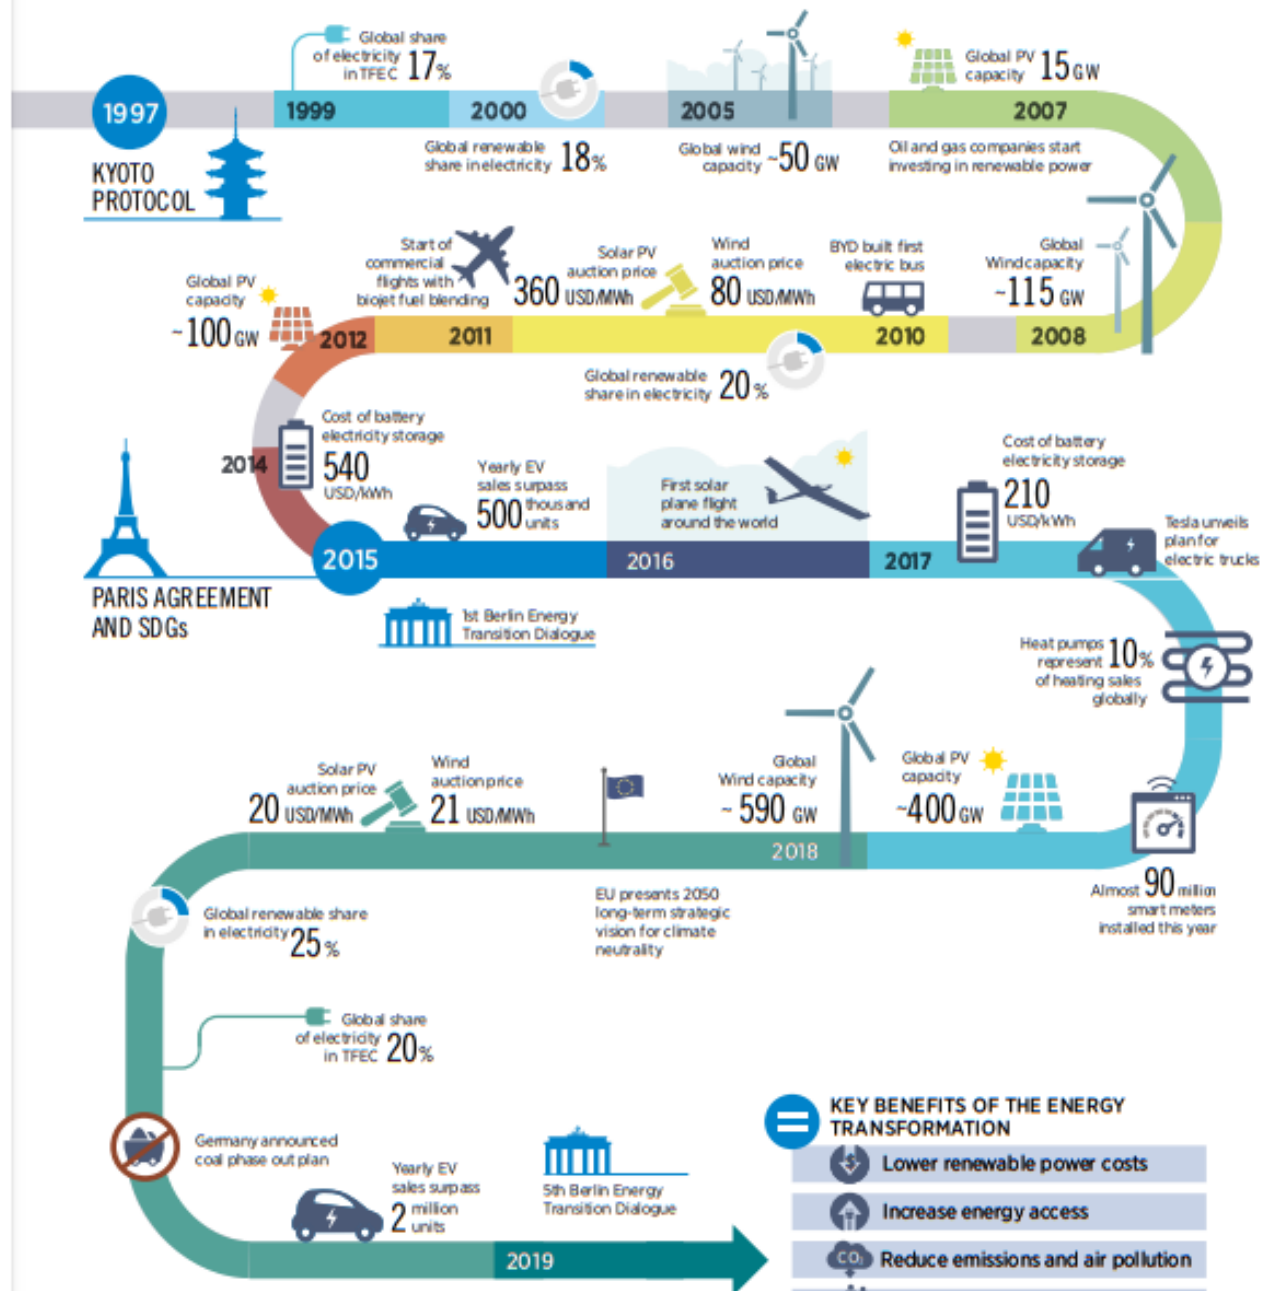 Global share
of electricity
in TFEC 17%
Global PV
capacity 15 GW
1997
1999
2000
2005
2007
KYOTO
PROTOCOL
Global renewable
share in electricity 18%
Global wind
capacity ~50 GW
Oil and gas companies start
investing in renewable power
Global PV
capacity
~100 GW
Start of
commercial
flights with
biojet fuel blending
Solar PV
auction price
360 USD/MWh
Wind
auction price
80 USD/MWh
BYD built first
electric bus
Global
Wind capacity
~115 GW
2012
2011
2010
2008
Global renewable
share in electricity 20%
2014
Cost of battery
electricity storage
540
USD/kWh
Yearly EV
sales surpass
500 thousand
units
First solar
plane flight
around the world
Cost of battery
electricity storage
210
USD/kWh
Tesla unveils
plan for
electric trucks
2015
2016
2017
PARIS AGREEMENT
AND SDGs
1st Berlin Energy
Transition Dialogue
Heat pumps
represent 10%
of heating sales
globally
Solar PV
auction price
20 USD/MWh
Wind
auction price
21 USD/MWh
Global
Wind capacity
~ 590 GW
Global PV
capacity
~400 GW
2018
Almost 90 million
smart meters
installed this year
EU presents 2050
long-term strategic
vision for climate
neutrality
Global renewable share
in electricity 25%
Global share
of electricity
in TFEC 20%
Germany announced
coal phase out plan
Yearly EV
sales surpass
2 million
units
5th Berlin Energy
Transition Dialogue
2019
KEY BENEFITS OF THE ENERGY
TRANSFORMATION
$
Lower renewable power costs
Increase energy access
CO₂
Reduce emissions and air pollution